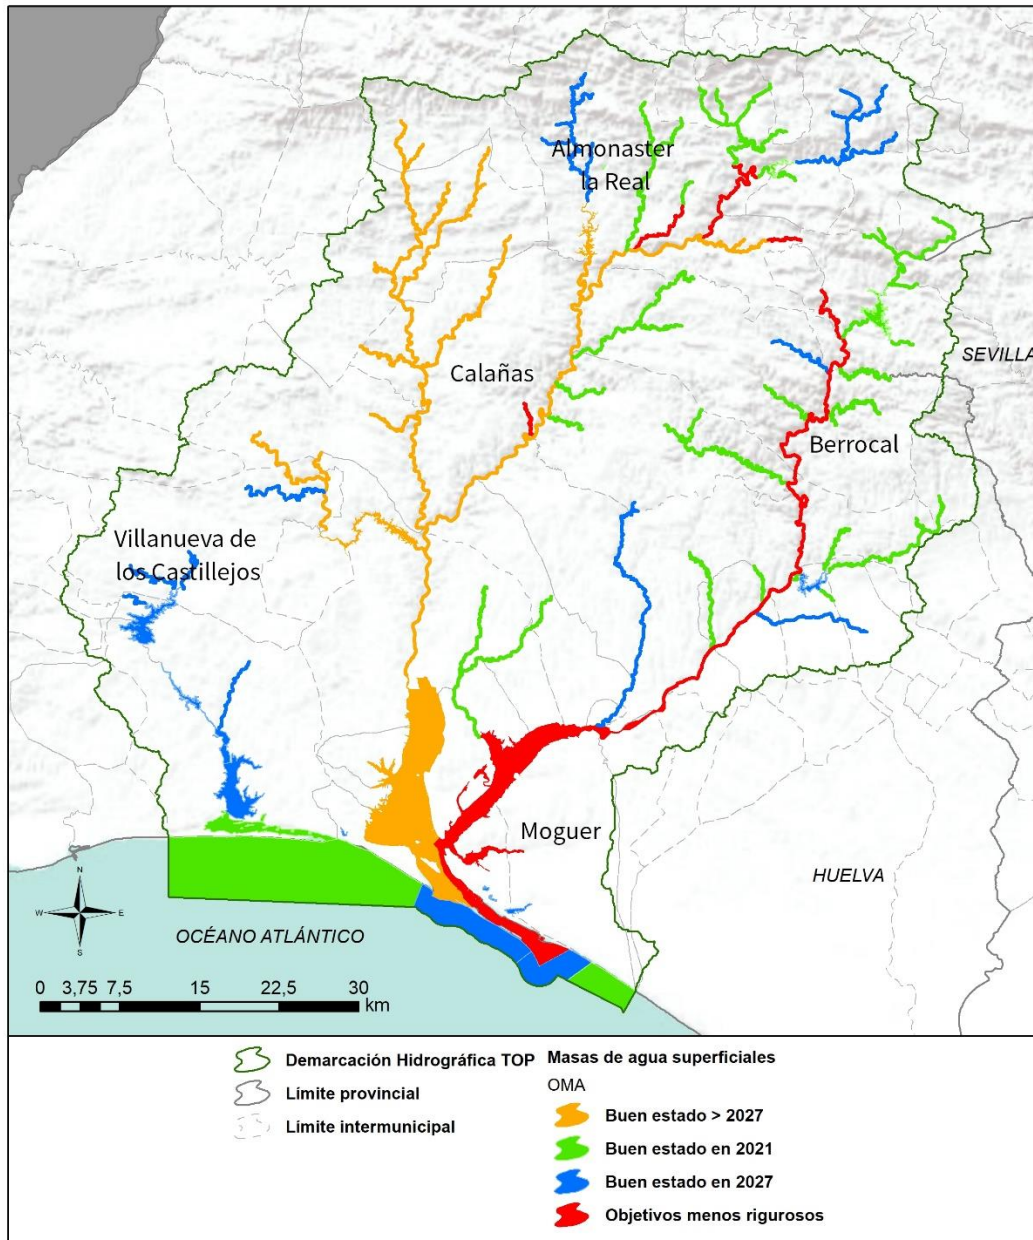 Almonaster
la Real
SEVILLA
Calañas
Berrocal
Villanueva de
los Castillejos
Moguer
HUELVA
N
W E
S
OCÉANO ATLÁNTICO
0 3,75 7,5 15 22,5 30
km
Demarcación Hidrográfica TOP
Límite provincial
Límite intermunicipal
Masas de agua superficiales
OMA
Buen estado > 2027
Buen estado en 2021
Buen estado en 2027
Objetivos menos rigurosos